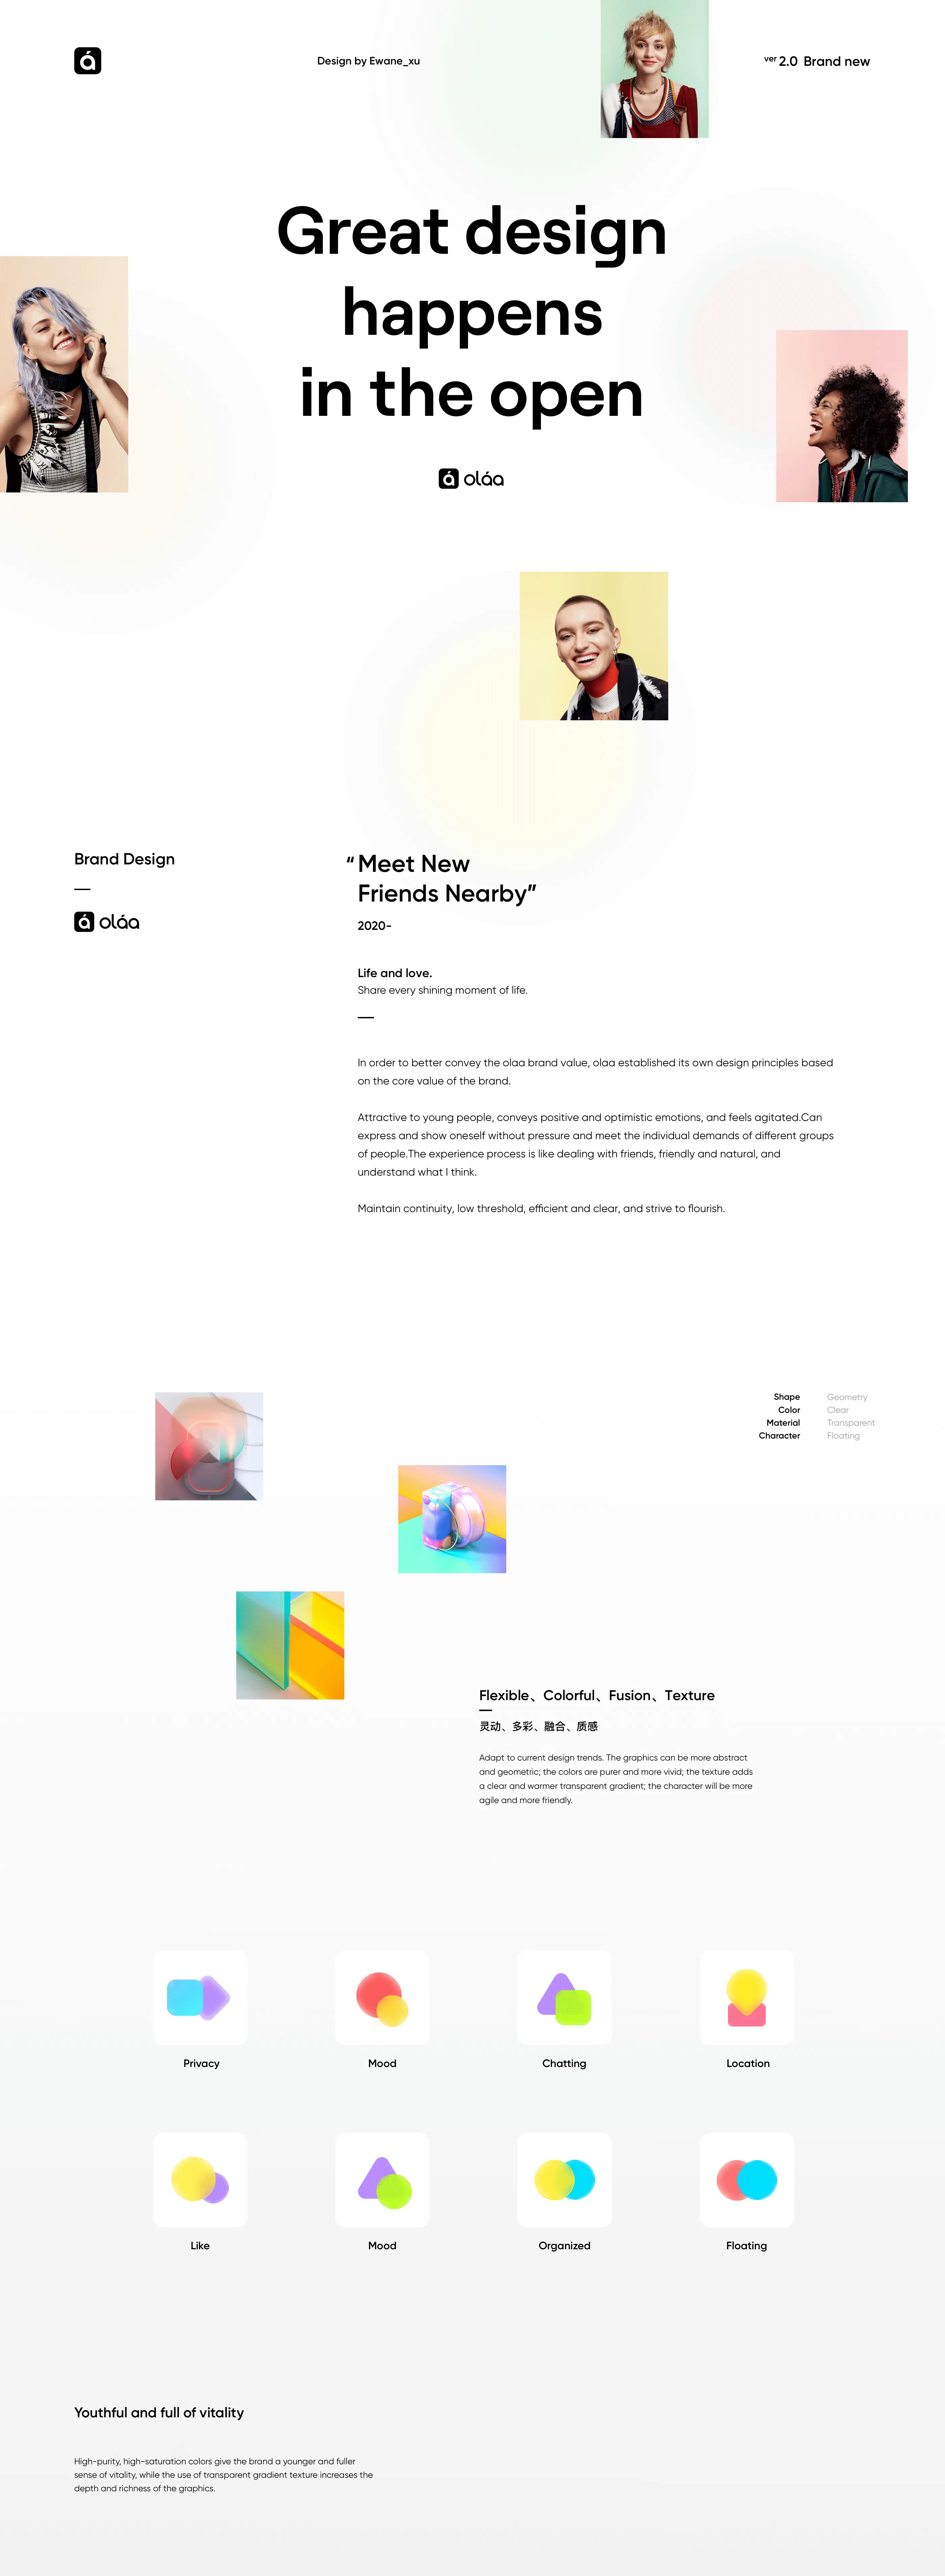 á
Design by Ewane_xu
ver 2.0 Brand new
Great design
happens
in the open
á oláa
Brand Design
á oláa
“Meet New
Friends Nearby”
2020-
Life and love.
Share every shining moment of life.
In order to better convey the olaa brand value, olaa established its own design principles based
on the core value of the brand.
Attractive to young people, conveys positive and optimistic emotions, and feels agitated.Can
express and show oneself without pressure and meet the individual demands of different groups
of people.The experience process is like dealing with friends, friendly and natural, and
understand what I think.
Maintain continuity, low threshold, efficient and clear, and strive to flourish.
Shape Geometry
Color Clear
Material Transparent
Character Floating
Flexible、Colorful、Fusion、Texture
灵动、多彩、融合、质感
Adapt to current design trends. The graphics can be more abstract
and geometric; the colors are purer and more vivid; the texture adds
a clear and warmer transparent gradient; the character will be more
agile and more friendly.
Privacy
Mood
Chatting
Location
Like
Mood
Organized
Floating
Youthful and full of vitality
High-purity, high-saturation colors give the brand a younger and fuller
sense of vitality, while the use of transparent gradient texture increases the
depth and richness of the graphics.